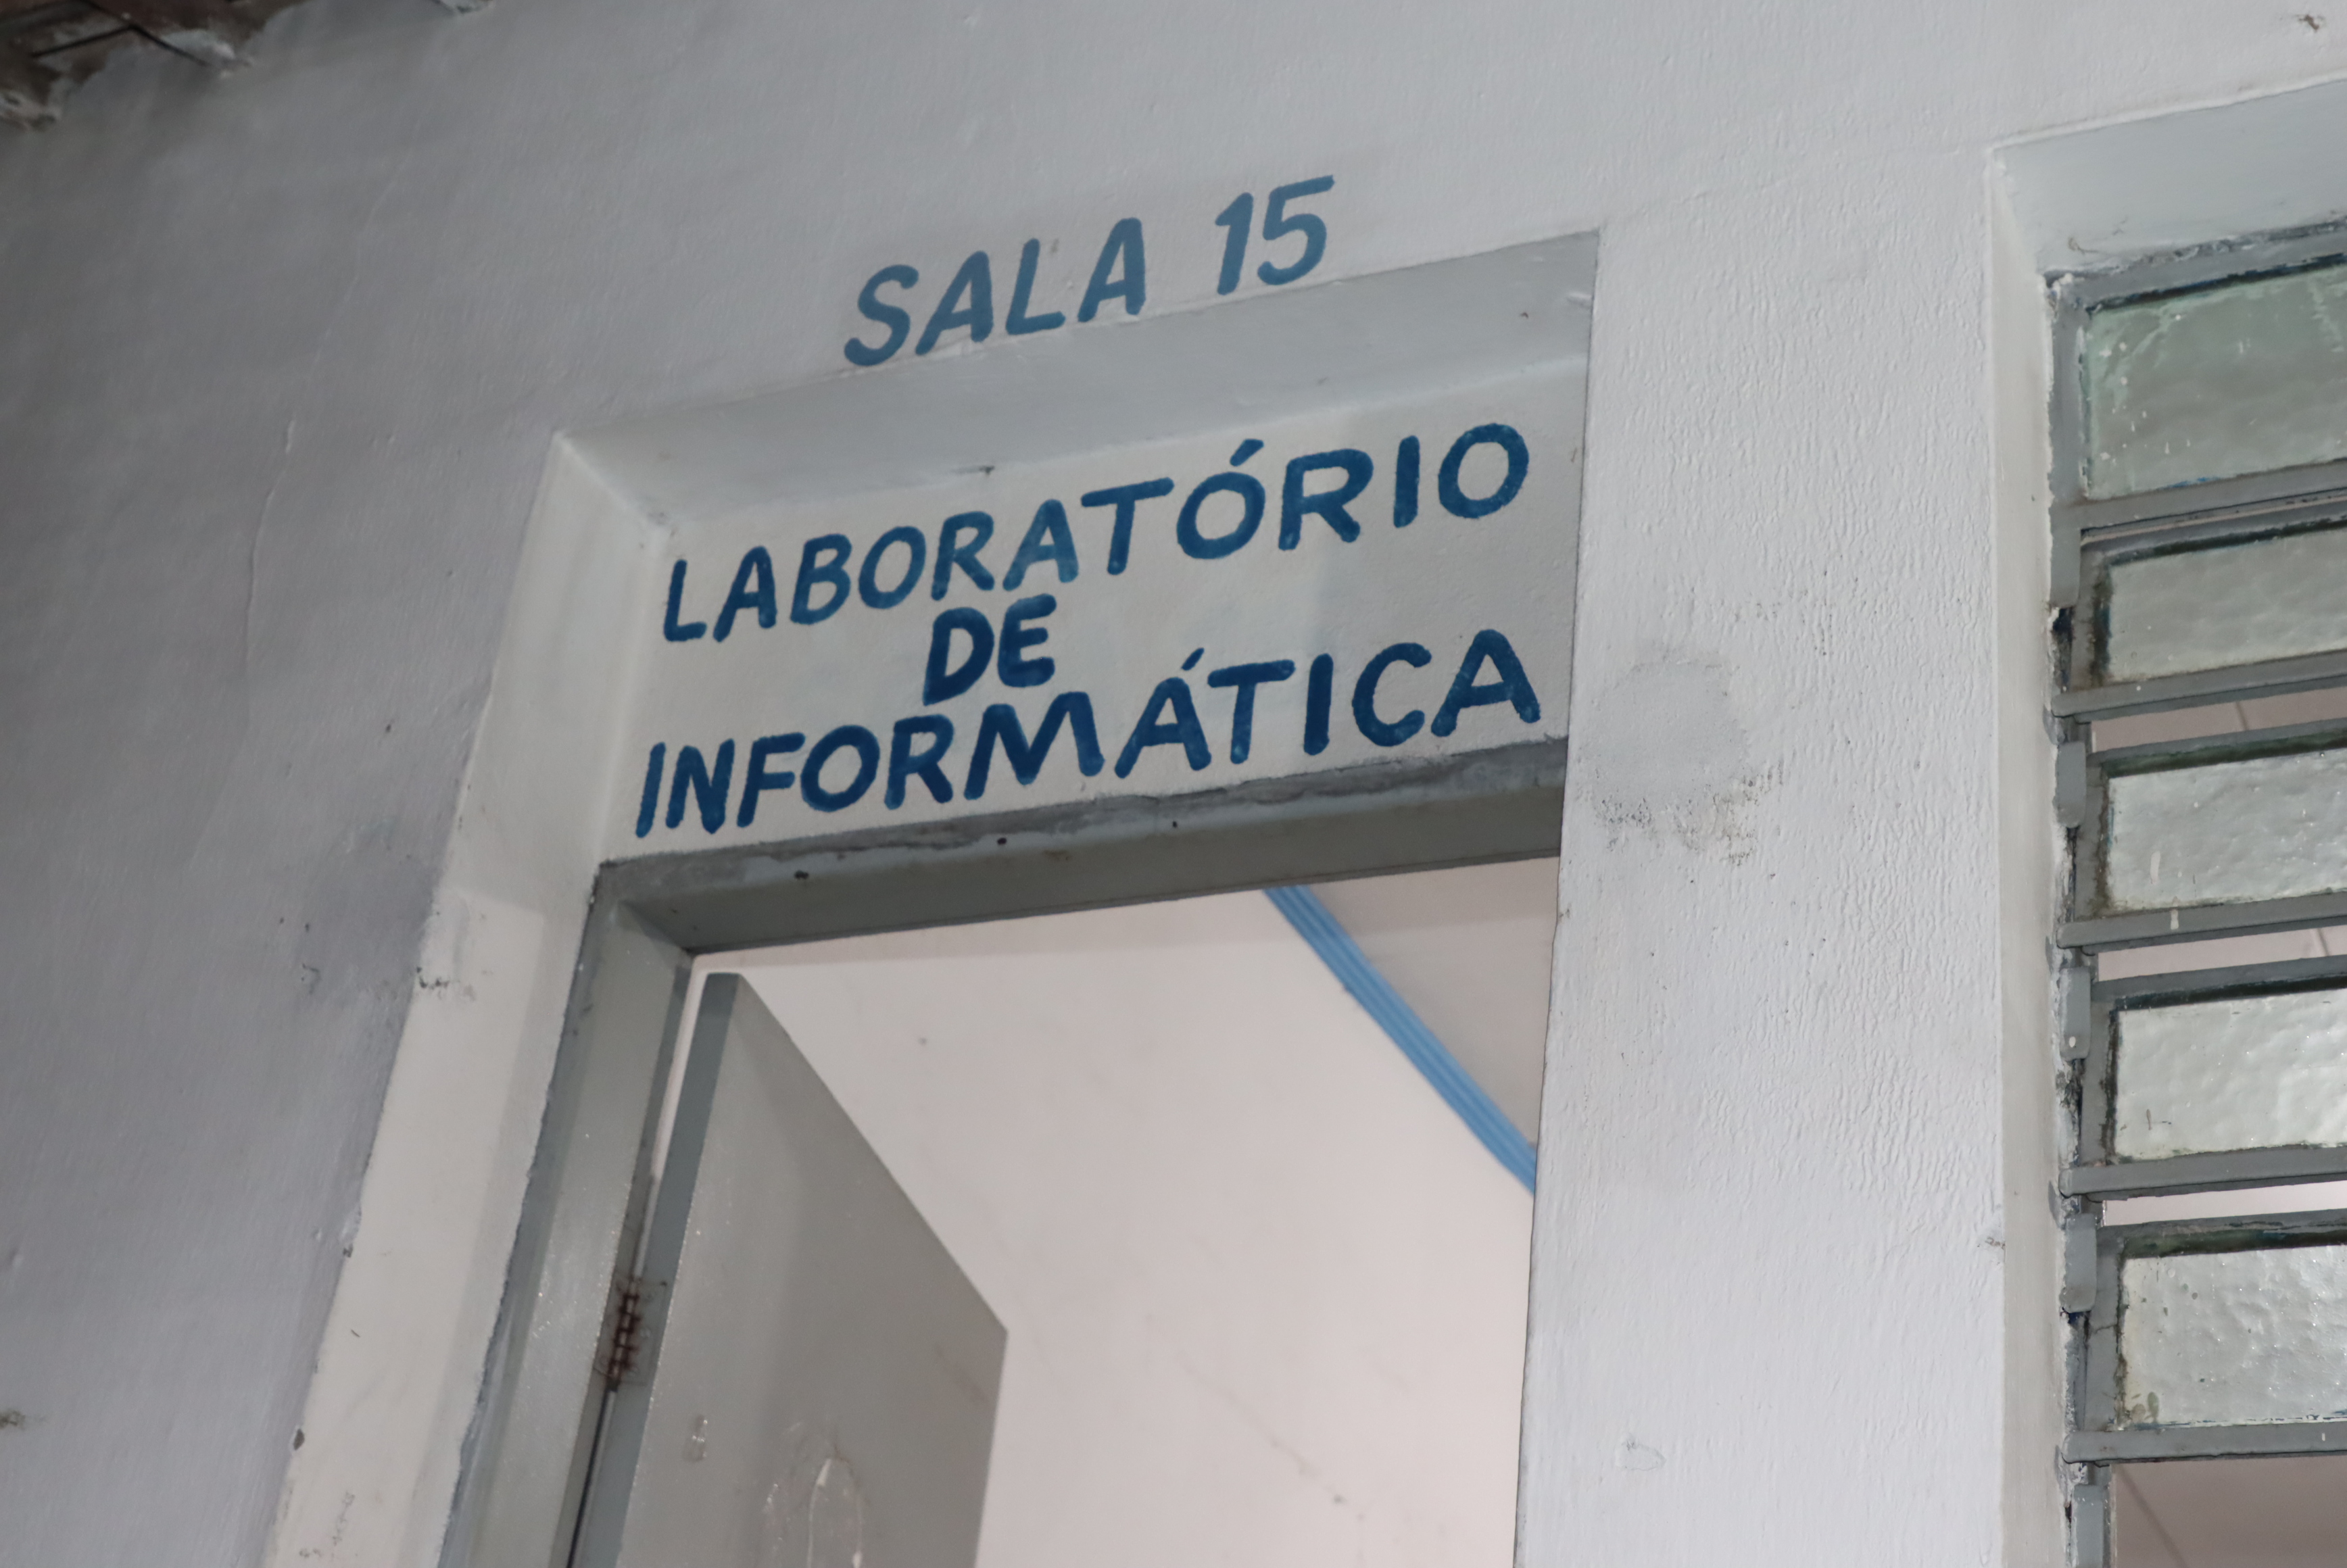 SALA 15
LABORATÓRIO
DE
INFORMÁTICA